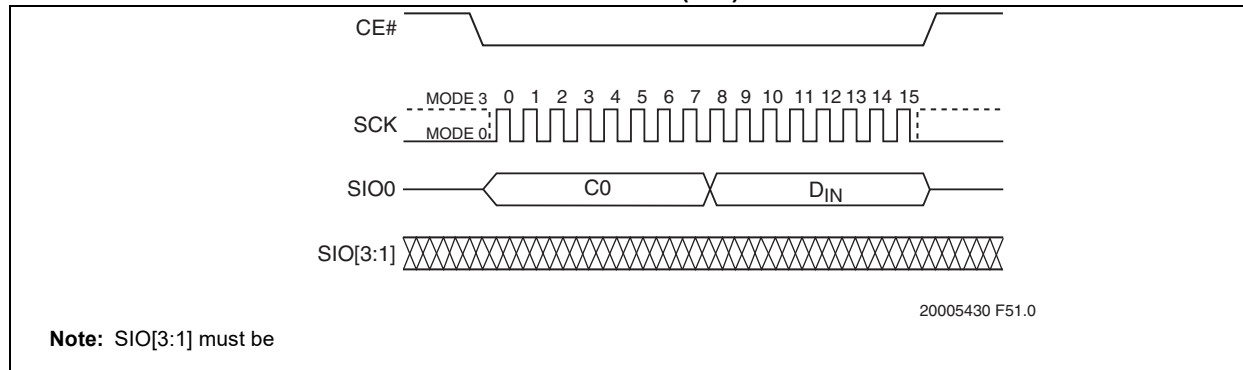 CE#
MODE 3 0 1 2 3 4 5 6 7 8 9 10 11 12 13 14 15
SCK
MODE 0
SIO0 C0 DIN
SIO[3:1]
20005430 F51.0
Note: SIO[3:1] must be